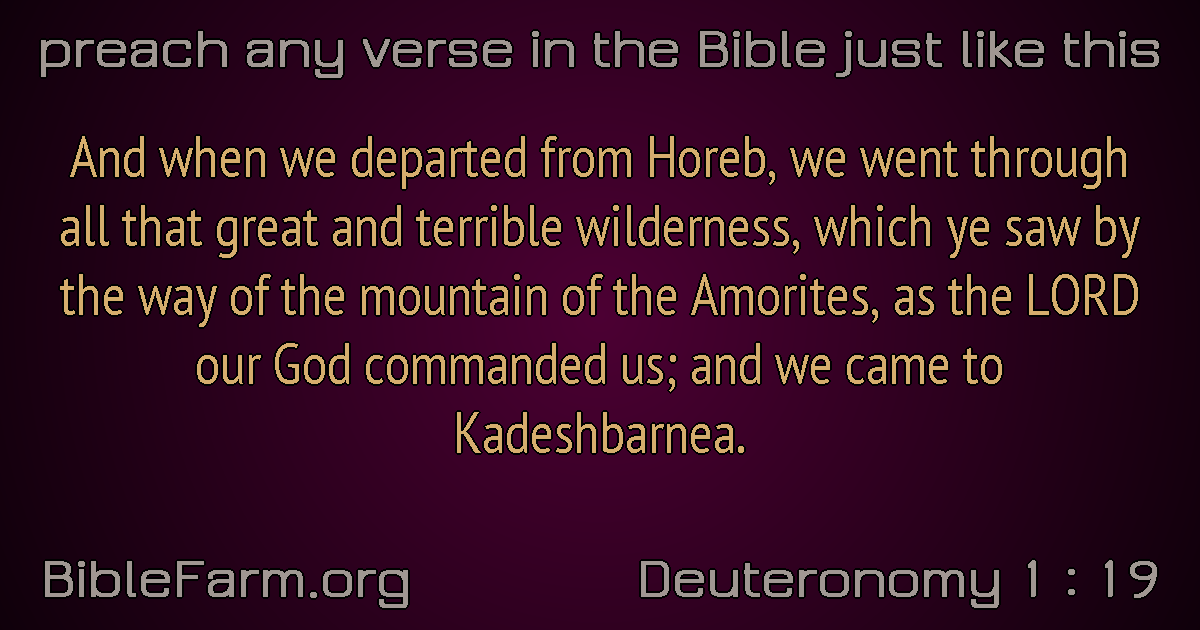 preach any verse in the Bible just like this
And when we departed from Horeb, we went through
all that great and terrible wilderness, which ye saw by
the way of the mountain of the Amorites, as the LORD
our God commanded us; and we came to
Kadeshbarnea.
BibleFarm.org
Deuteronomy 1 : 19